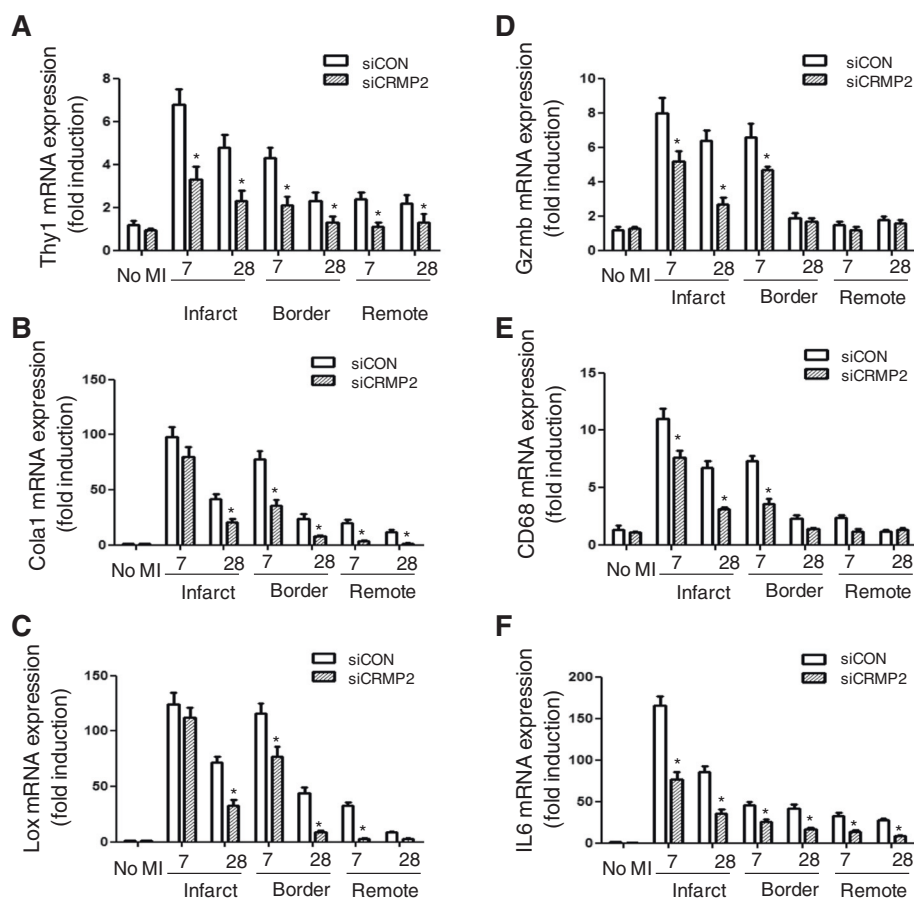 A
siCON
siCRMP2
Thy1 mRNA expression
(fold induction)
8
6
4
2
0
* * * * * *
No MI 7 28 7 28 7 28
Infarct Border Remote
B
siCON
siCRMP2
Cola1 mRNA expression
(fold induction)
150
100
50
0
* * * * *
No MI 7 28 7 28 7 28
Infarct Border Remote
C
siCON
siCRMP2
Lox mRNA expression
(fold induction)
150
100
50
0
* * * *
No MI 7 28 7 28 7 28
Infarct Border Remote
D
siCON
siCRMP2
Gzmb mRNA expression
(fold induction)
10
8
6
4
2
0
* * *
No MI 7 28 7 28 7 28
Infarct Border Remote
E
siCON
siCRMP2
CD68 mRNA expression
(fold induction)
15
10
5
0
* * *
No MI 7 28 7 28 7 28
Infarct Border Remote
F
siCON
siCRMP2
IL6 mRNA expression
(fold induction)
200
150
100
50
0
* * * * * *
No MI 7 28 7 28 7 28
Infarct Border Remote